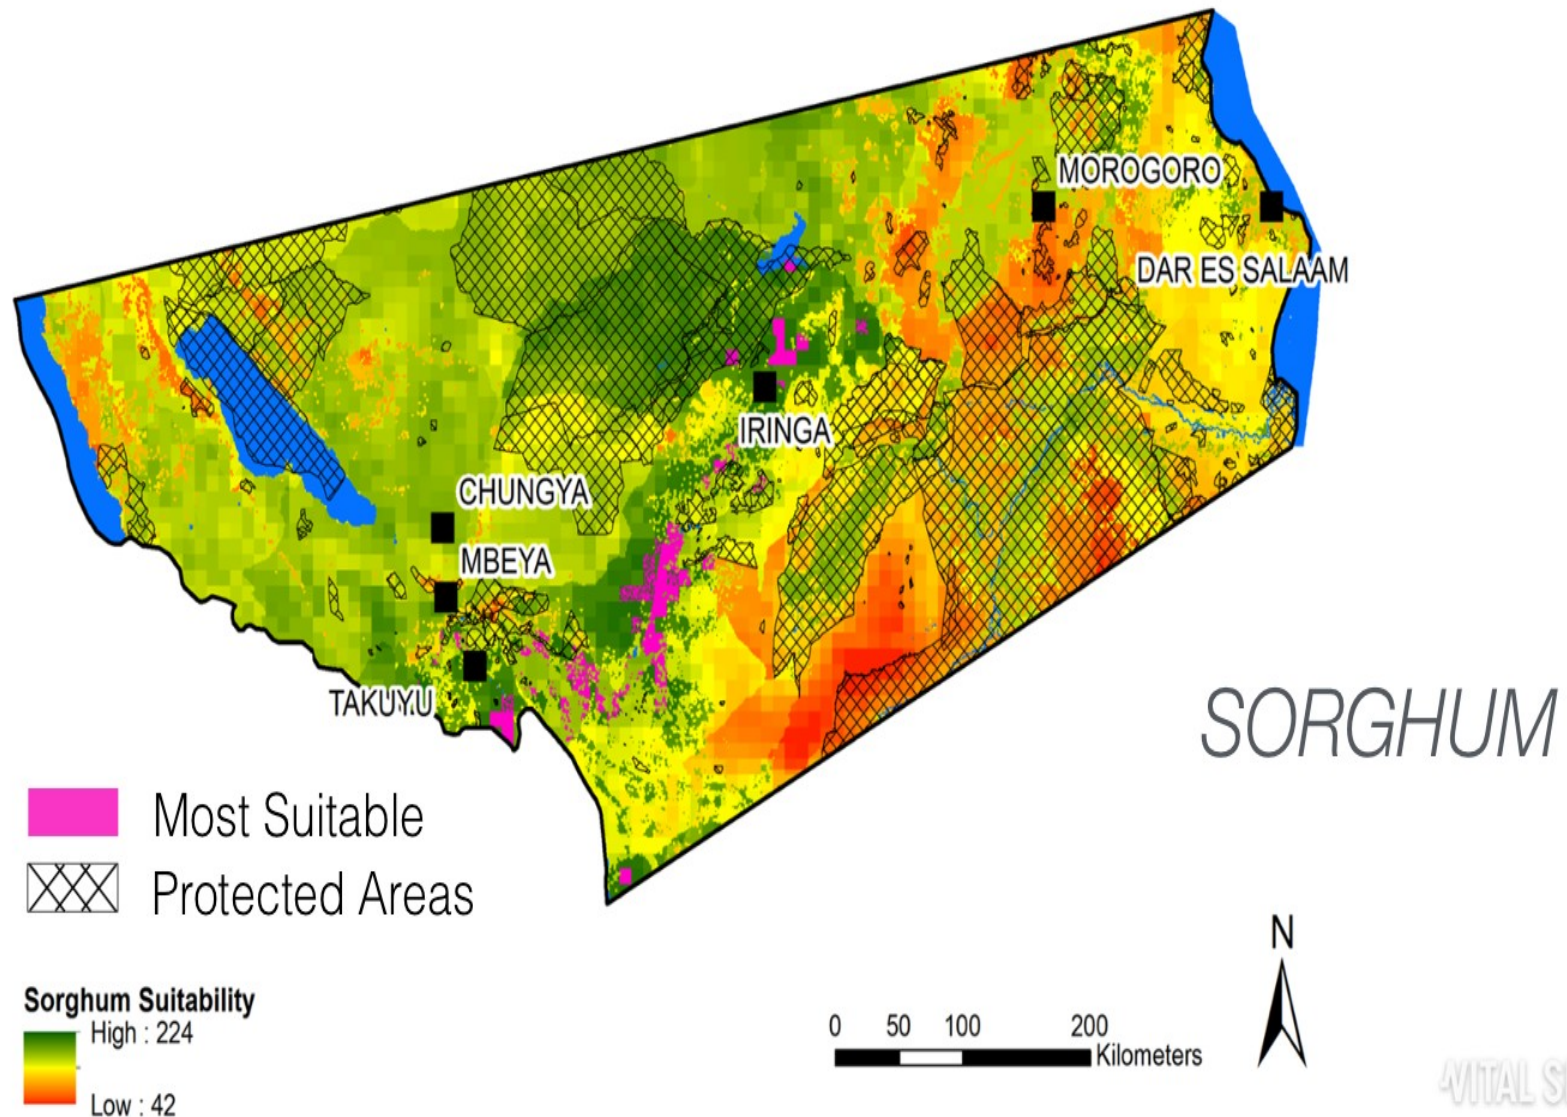 MOROGORO
DAR ES SALAAM
IRINGA
CHUNGYA
MBEYA
TAKUYU
SORGHUM
Most Suitable
Protected Areas
Sorghum Suitability
High : 224
Low : 42
0 50 100 200
Kilometers
N
VITAL S